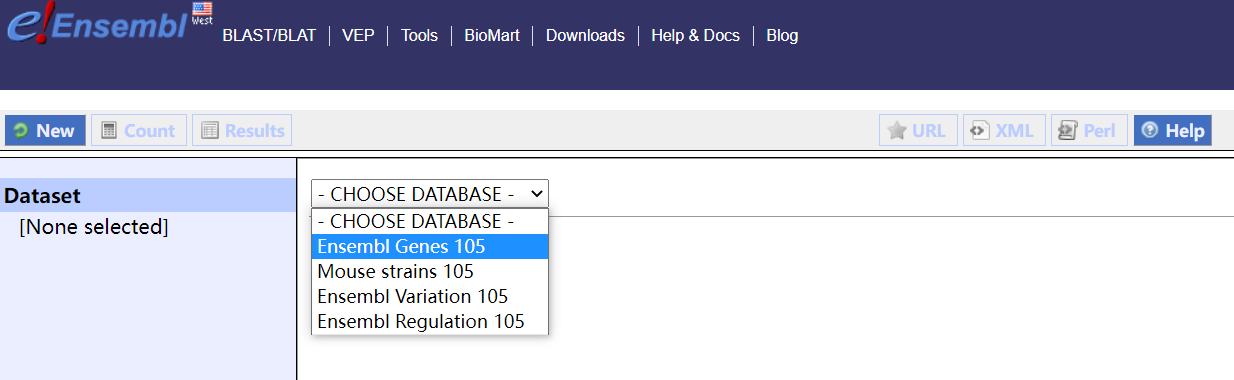 e!Ensembl West
BLAST/BLAT | VEP | Tools | BioMart | Downloads | Help & Docs | Blog
New Count Results URL XML Perl Help
Dataset
[None selected]
- CHOOSE DATABASE -
- CHOOSE DATABASE -
Ensembl Genes 105
Mouse strains 105
Ensembl Variation 105
Ensembl Regulation 105